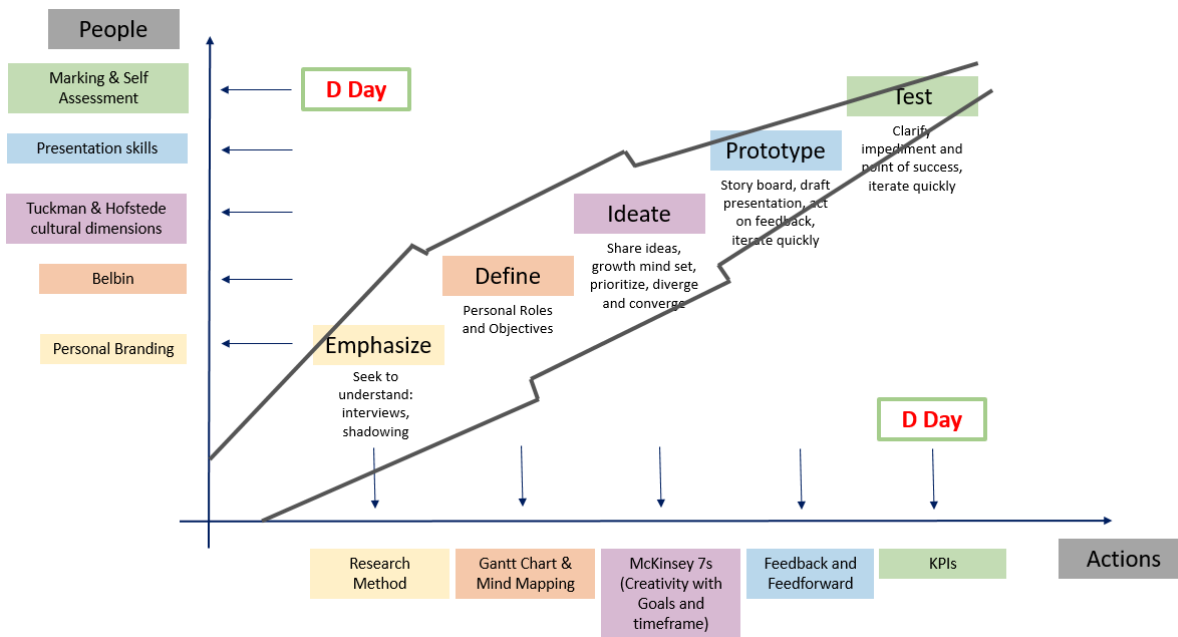 People
Marking & Self
Assessment
D Day
Test
Clarify
impediment and
point of success,
iterate quickly
Presentation skills
Prototype
Story board, draft
presentation, act
on feedback,
iterate quickly
Tuckman & Hofstede
cultural dimensions
Ideate
Share ideas,
growth mind set,
prioritize, diverge
and converge
Belbin
Define
Personal Roles
and Objectives
Personal Branding
Emphasize
Seek to
understand:
interviews,
shadowing
D Day
Research
Method
Gantt Chart &
Mind Mapping
McKinsey 7s
(Creativity with
Goals and
timeframe)
Feedback and
Feedforward
KPIs
Actions